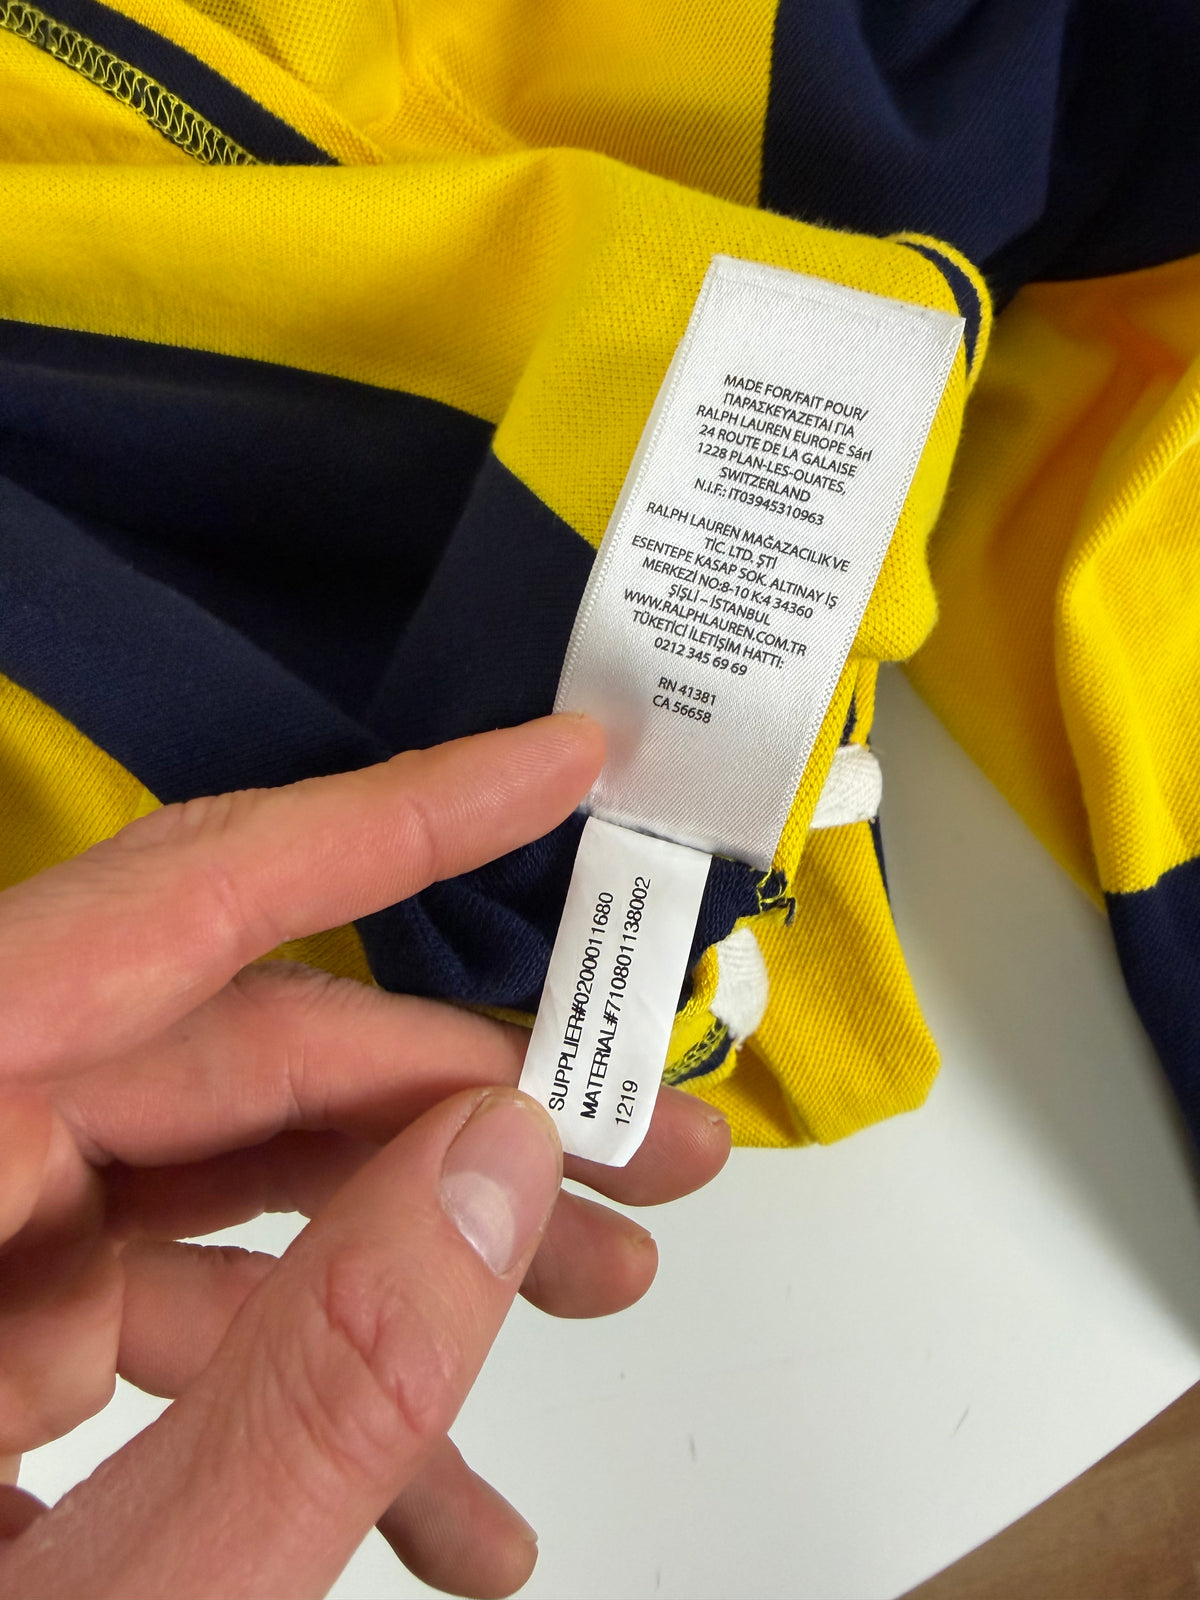 MADE FOR/FAIT POUR/
ΠΑΡΑΣΚΕΥΑΖΕΤΑΙ ΓΙΑ
RALPH LAUREN EUROPE Sárl
24 ROUTE DE LA GALAISE
1228 PLAN-LES-OUATES,
SWITZERLAND
N.I.F.: IT03945310963
RALPH LAUREN MAĞAZACILIK VE
TİC. LTD. ŞTİ
ESENTEPE KASAP SOK. ALTINAY İŞ
MERKEZİ NO:8-10 K:4 34360
ŞİŞLİ – İSTANBUL
WWW.RALPHLAUREN.COM.TR
TÜKETİCİ İLETİŞİM HATTI:
0212 345 69 69
RN 41381
CA 56658
SUPPLIER#0200011680
MATERIAL#710801138002
1219